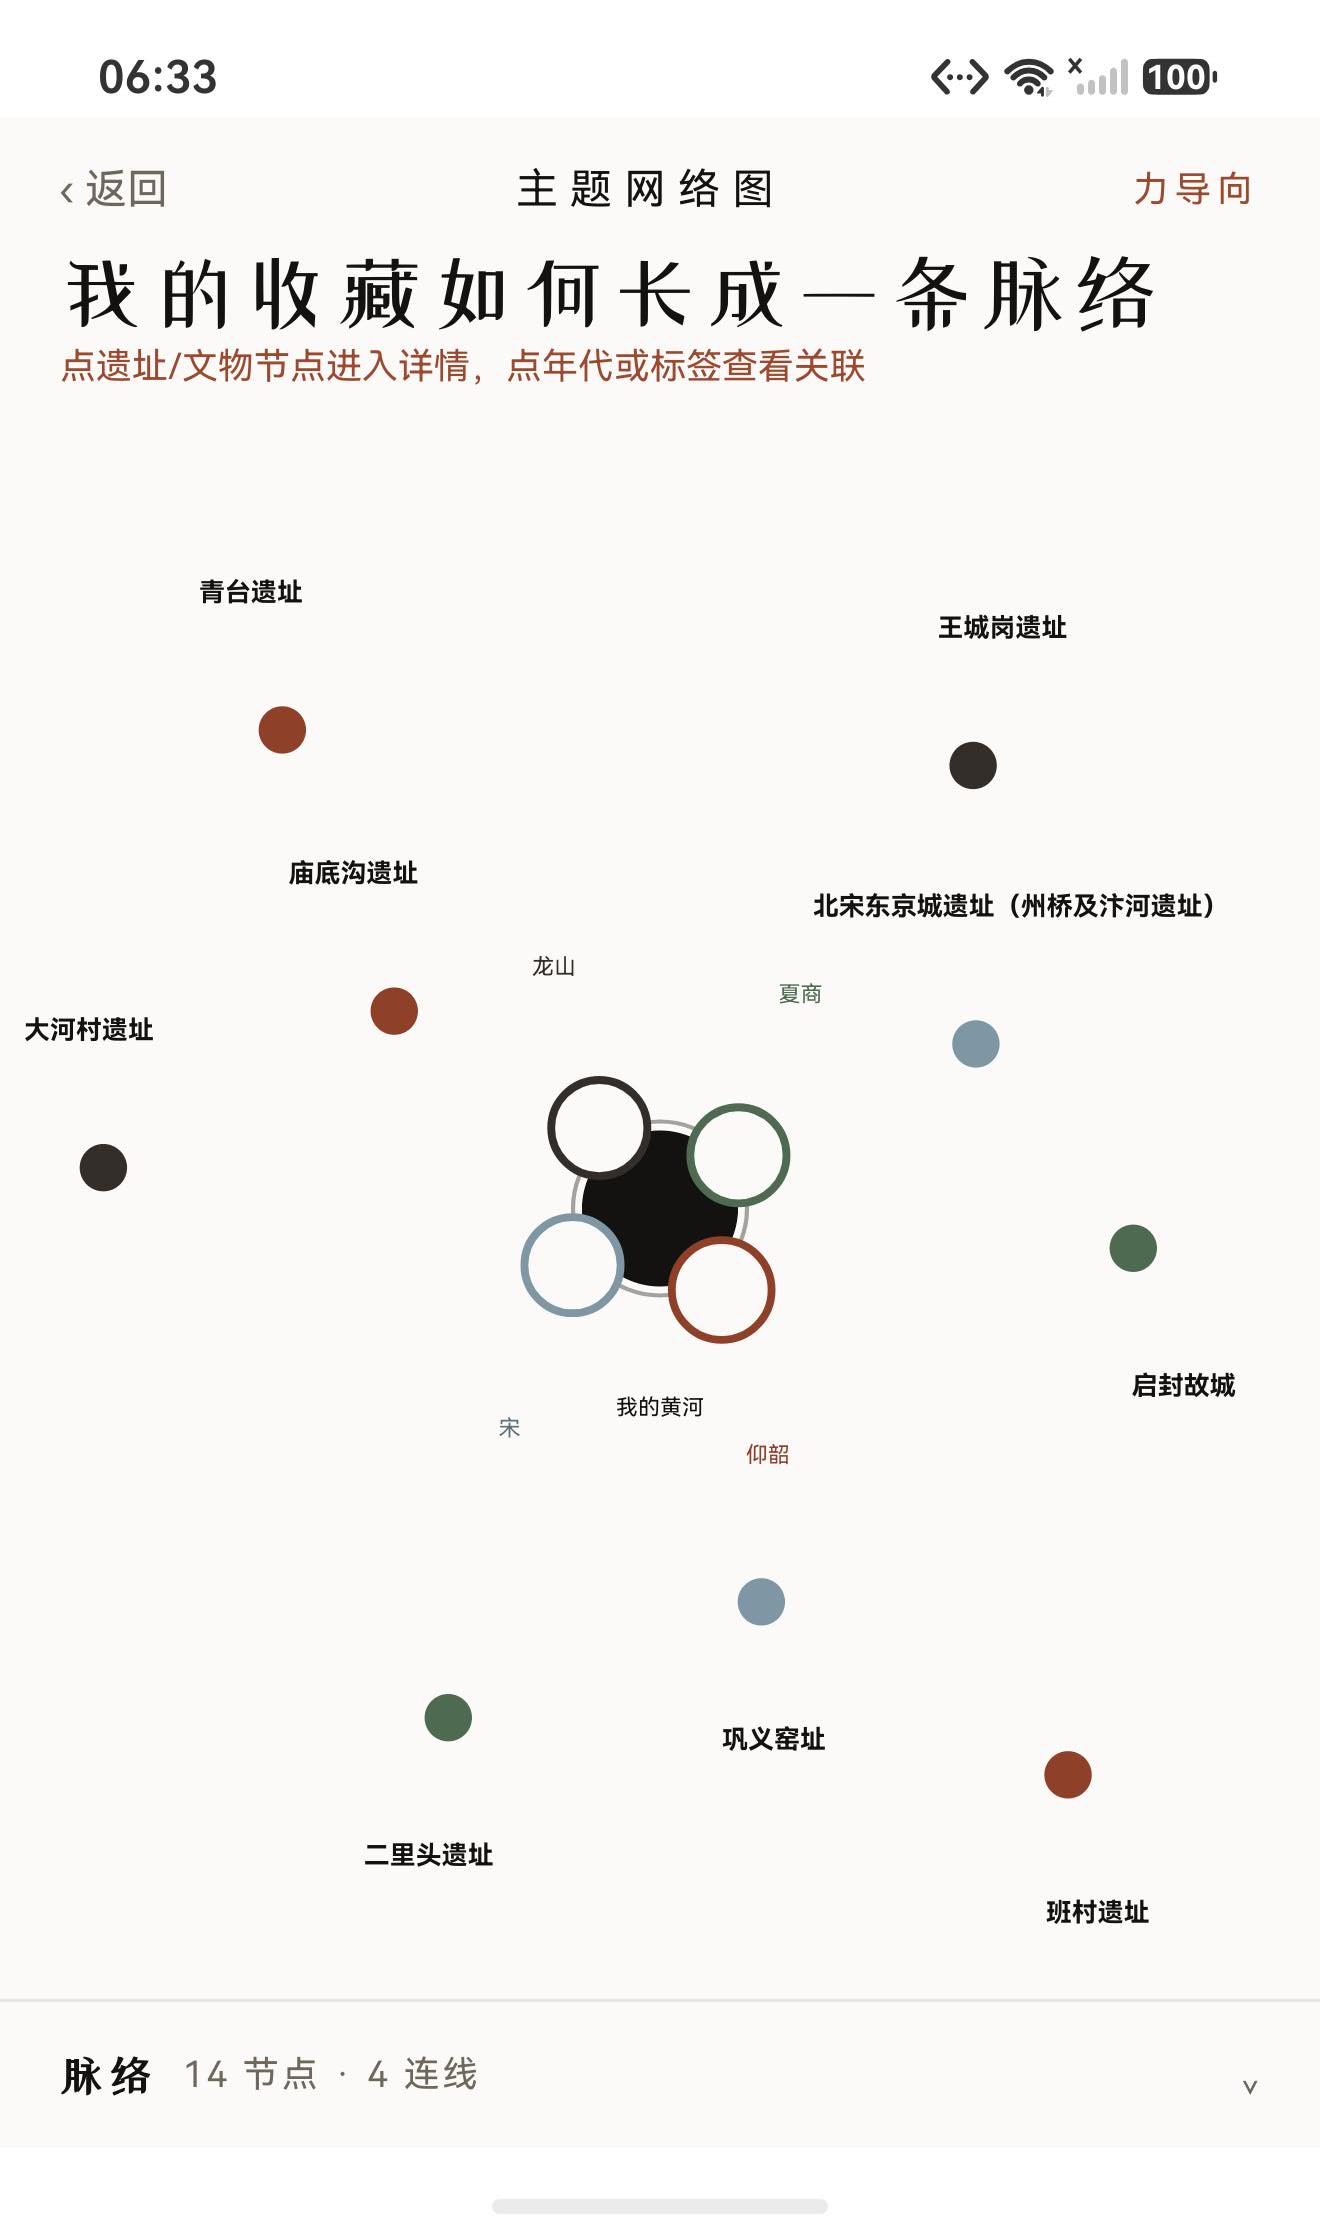 06:33
100
‹ 返回
主题网络图
力导向
我的收藏如何长成一条脉络
点遗址/文物节点进入详情，点年代或标签查看关联
青台遗址
王城岗遗址
庙底沟遗址
北宋东京城遗址（州桥及汴河遗址）
龙山
夏商
大河村遗址
启封故城
我的黄河
宋
仰韶
巩义窑址
二里头遗址
班村遗址
脉络 14 节点 · 4 连线